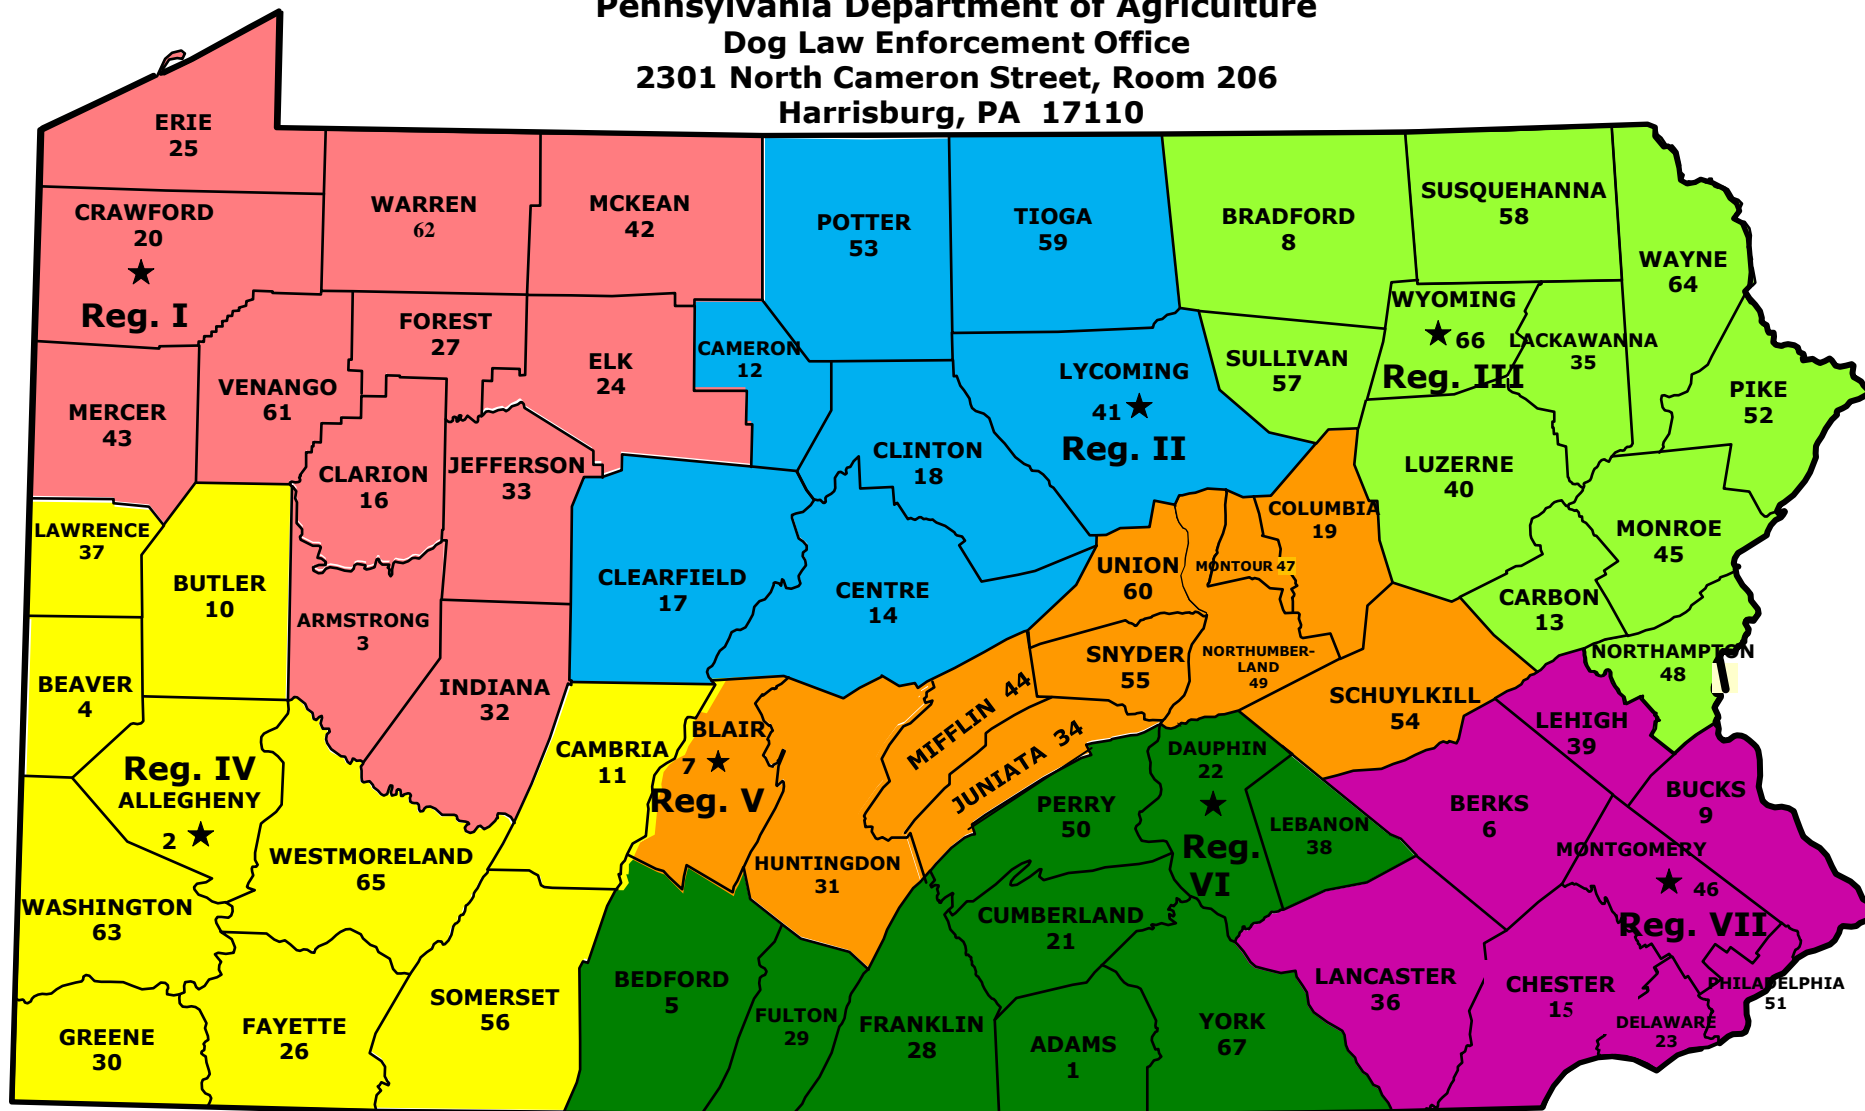 Pennsylvania Department of Agriculture
Dog Law Enforcement Office
2301 North Cameron Street, Room 206
Harrisburg, PA  17110
ERIE
25
CRAWFORD
20
Reg. I
WARREN
62
MCKEAN
42
POTTER
53
TIOGA
59
BRADFORD
8
SUSQUEHANNA
58
WAYNE
64
WYOMING
66
Reg. III
LACKAWANNA
35
FOREST
27
ELK
24
CAMERON
12
LYCOMING
41
Reg. II
SULLIVAN
57
PIKE
52
MERCER
43
VENANGO
61
CLARION
16
JEFFERSON
33
CLINTON
18
LUZERNE
40
COLUMBIA
19
MONROE
45
LAWRENCE
37
BUTLER
10
CLEARFIELD
17
CENTRE
14
UNION
60
MONTOUR 47
CARBON
13
ARMSTRONG
3
SNYDER
55
NORTHUMBER-
LAND
49
NORTHAMPTON
48
BEAVER
4
INDIANA
32
MIFFLIN 44
SCHUYLKILL
54
LEHIGH
39
CAMBRIA
11
BLAIR
7
Reg. V
JUNIATA 34
DAUPHIN
22
Reg.
VI
Reg. IV
ALLEGHENY
2
PERRY
50
LEBANON
38
BERKS
6
BUCKS
9
WESTMORELAND
65
HUNTINGDON
31
MONTGOMERY
46
Reg. VII
WASHINGTON
63
CUMBERLAND
21
BEDFORD
5
LANCASTER
36
CHESTER
15
PHILADELPHIA
51
SOMERSET
56
FULTON
29
FRANKLIN
28
YORK
67
DELAWARE
23
GREENE
30
FAYETTE
26
ADAMS
1